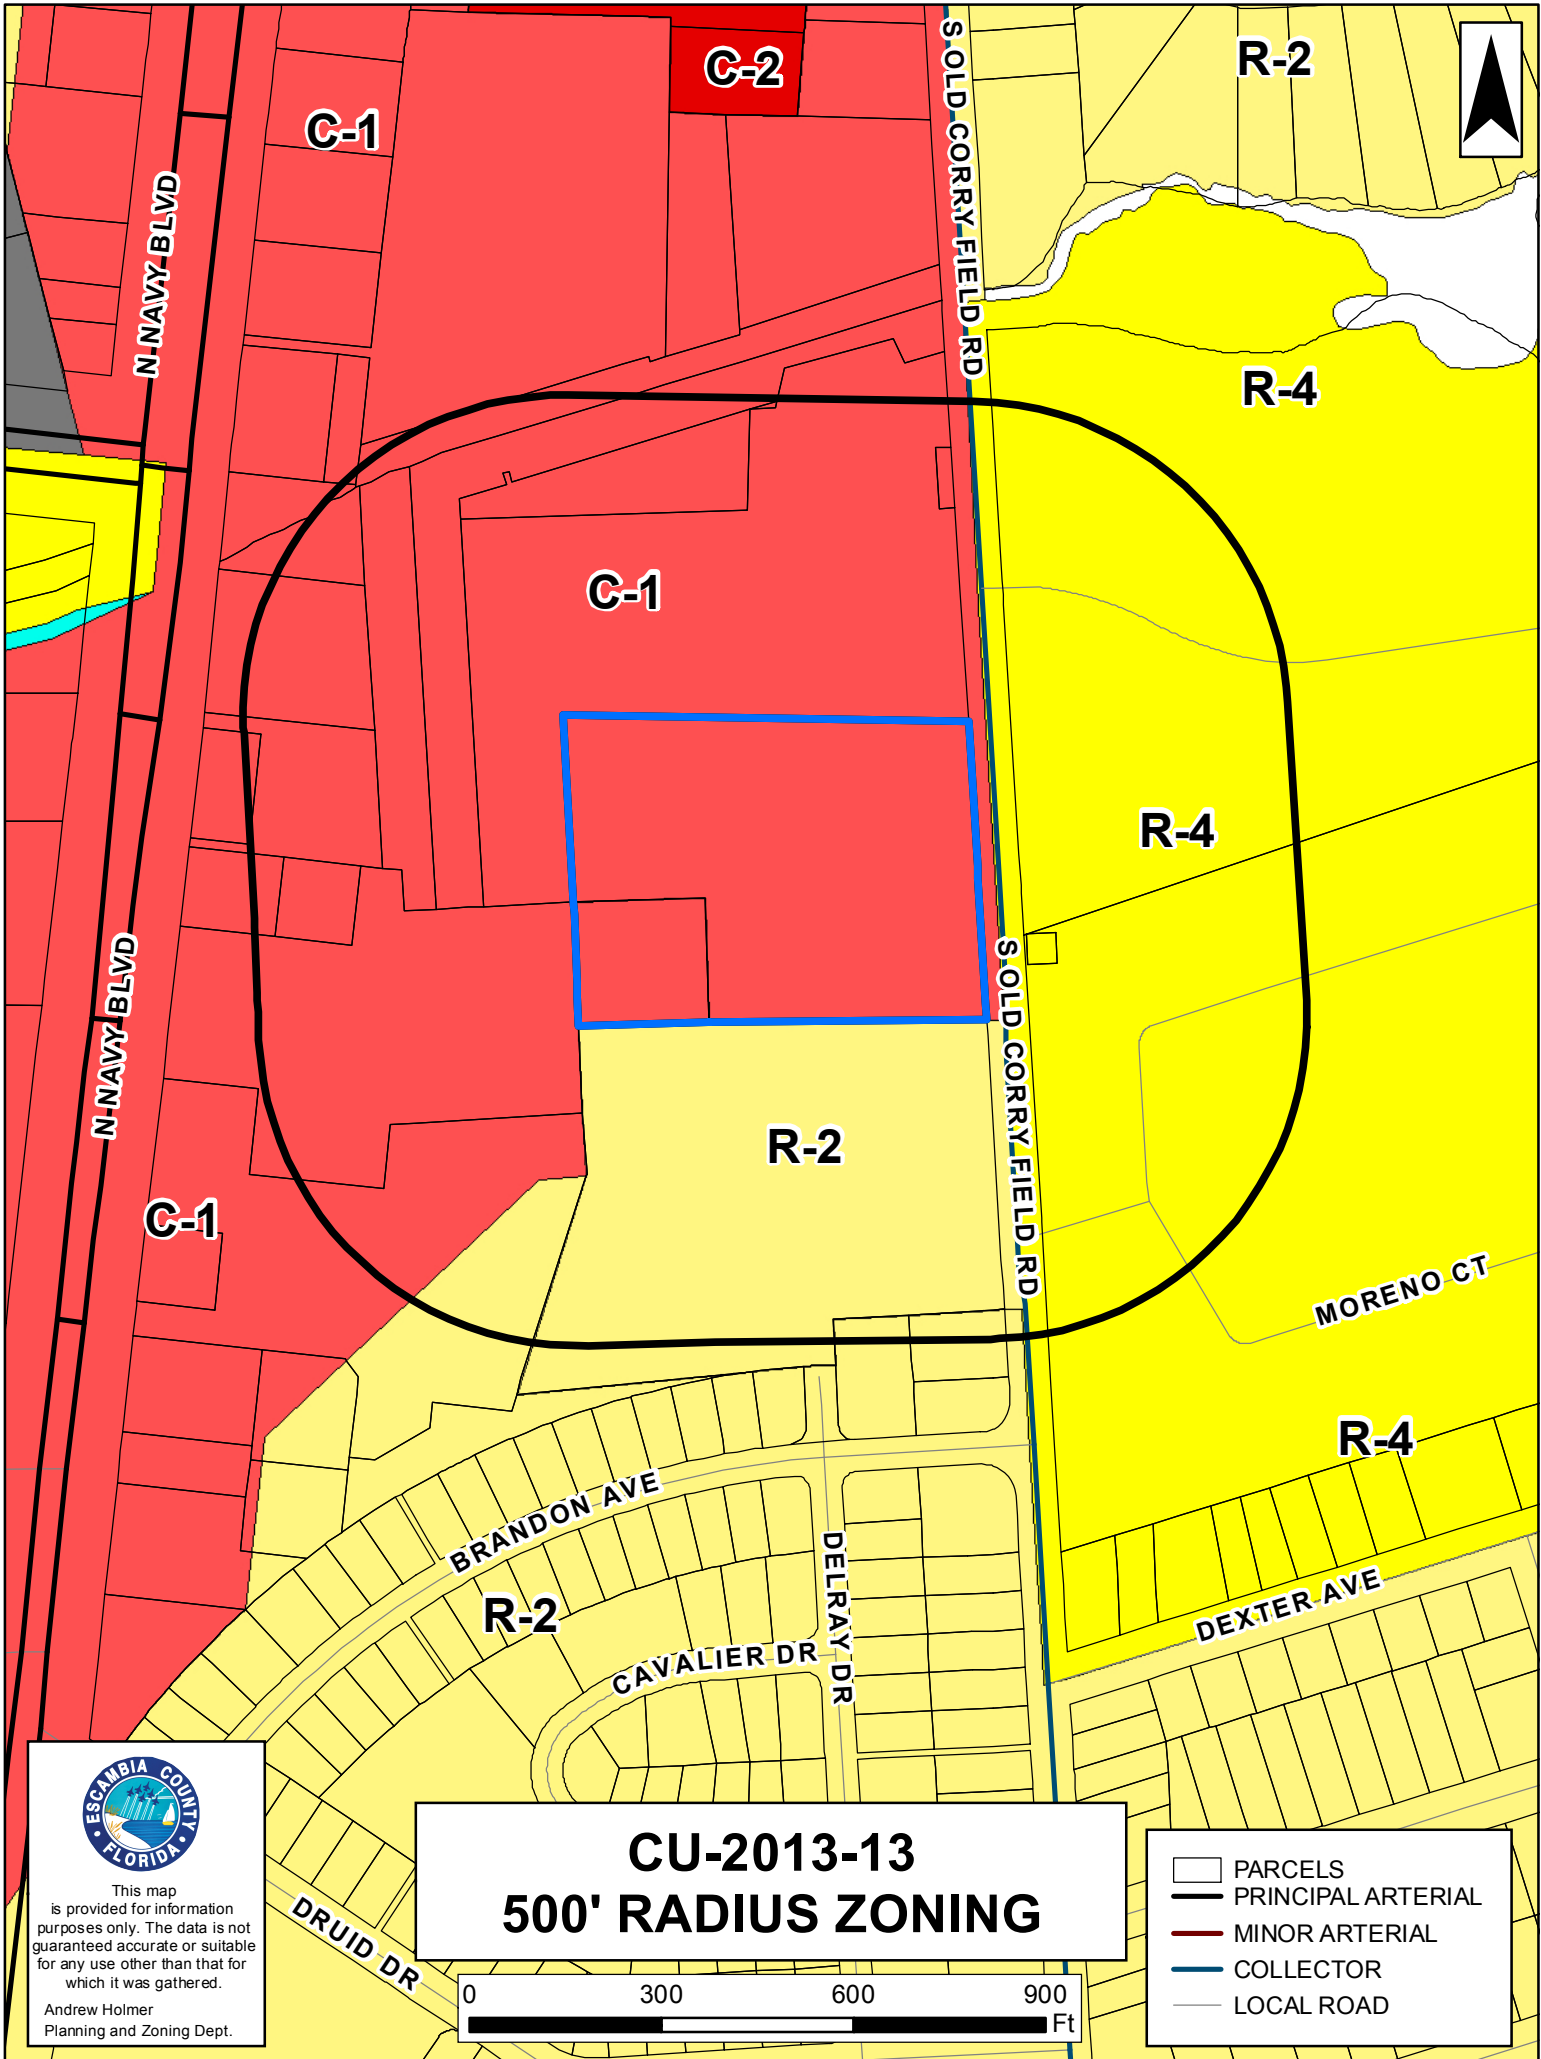 C-2
R-2
C-1
S OLD CORRY FIELD RD
N NAVY BLVD
R-4
C-1
R-4
N NAVY BLVD
S OLD CORRY FIELD RD
R-2
C-1
MORENO CT
R-4
BRANDON AVE
R-2
DELRAY DR
DEXTER AVE
CAVALIER DR
DRUID DR
ESCAMBIA COUNTY
FLORIDA
This map
is provided for information
purposes only. The data is not
guaranteed accurate or suitable
for any use other than that for
which it was gathered.
Andrew Holmer
Planning and Zoning Dept.
CU-2013-13
500' RADIUS ZONING
0 300 600 900
Ft
PARCELS
PRINCIPAL ARTERIAL
MINOR ARTERIAL
COLLECTOR
LOCAL ROAD